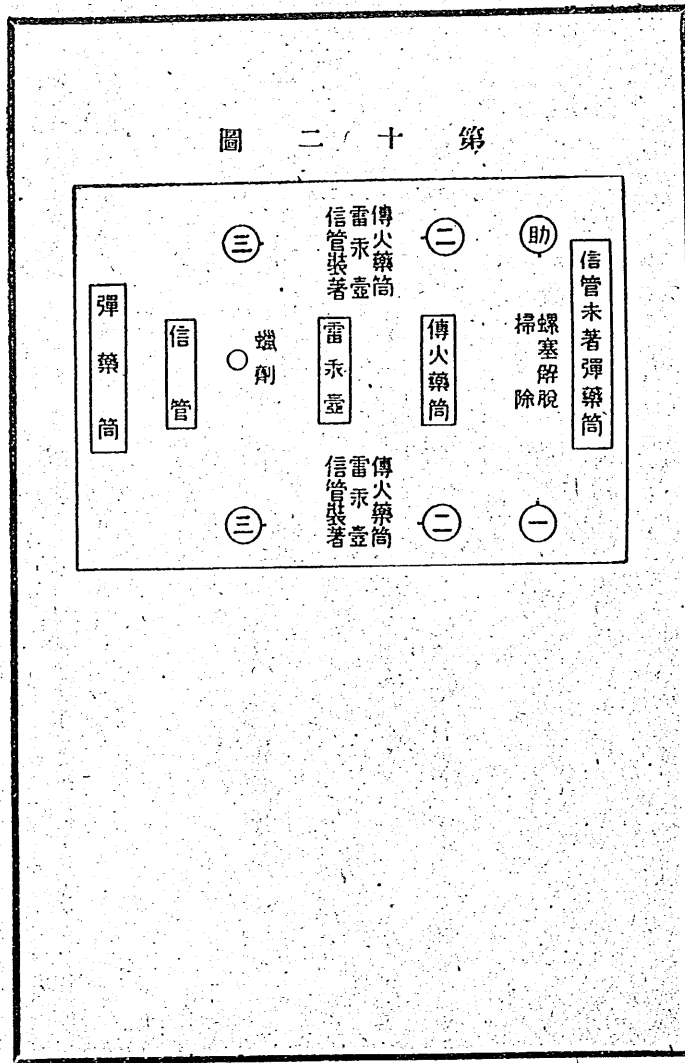 第十二圖
信管未著彈藥筒
助
螺塞解脫
掃除
一
二
傳火藥筒
二
傳火藥筒
雷汞壺
信管裝著
雷汞壺
傳火藥筒
雷汞壺
信管裝著
三
蠟劑
三
信管
彈藥筒